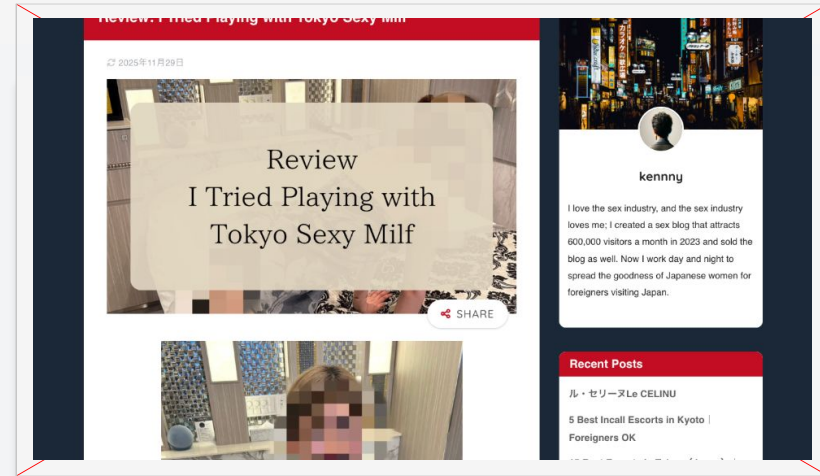 Review: I Tried Playing with Tokyo Sexy Milf
2025年11月29日
Review
I Tried Playing with
Tokyo Sexy Milf
SHARE
kennny
I love the sex industry, and the sex industry
loves me; I created a sex blog that attracts
600,000 visitors a month in 2023 and sold the
blog as well. Now I work day and night to
spread the goodness of Japanese women for
foreigners visiting Japan.
Recent Posts
ル・セリーヌLe CELINU
5 Best Incall Escorts in Kyoto｜
Foreigners OK